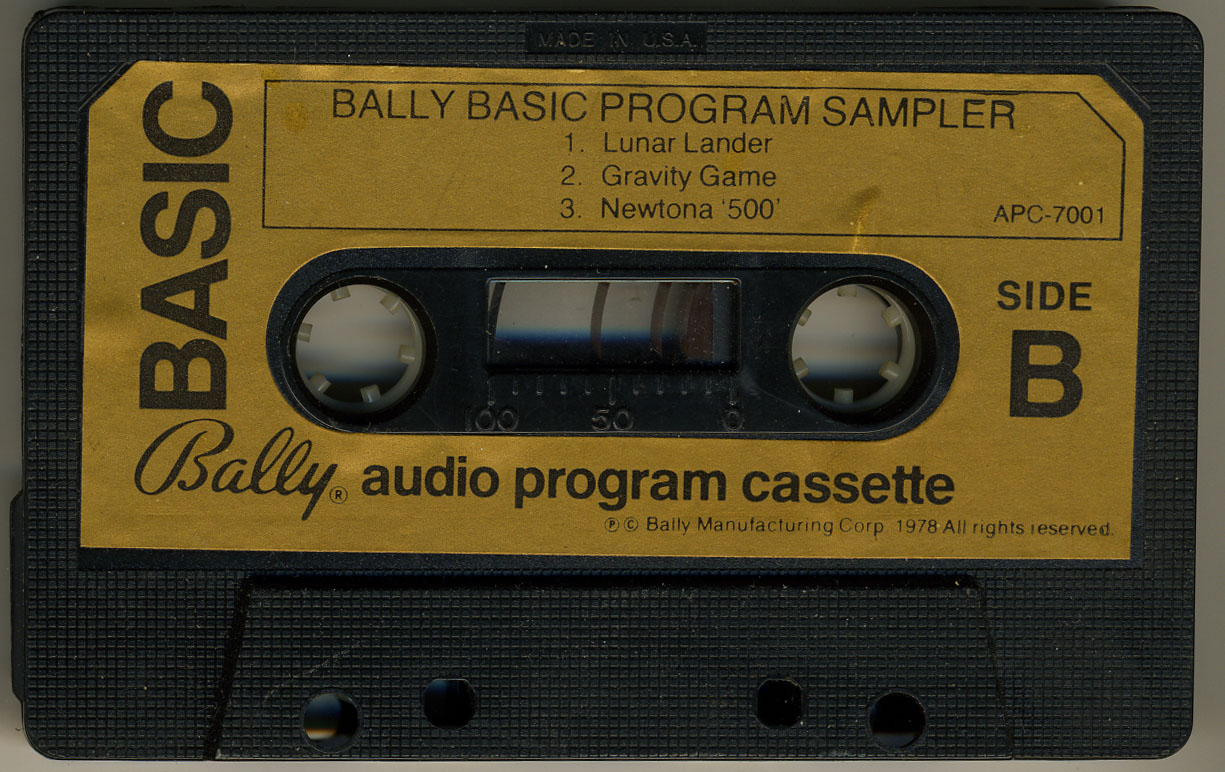 MADE IN U.S.A.
BASIC
BALLY BASIC PROGRAM SAMPLER
1. Lunar Lander
2. Gravity Game
3. Newtona '500'
APC-7001
SIDE
B
100 50 0
Bally® audio program cassette
℗ © Bally Manufacturing Corp 1978 All rights reserved.